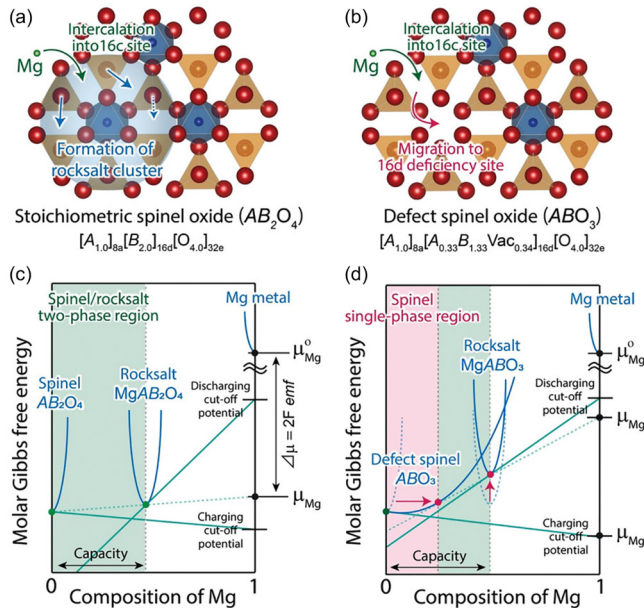 (a)
Intercalation
into16c site
Mg
Formation of
rocksalt cluster
Stoichiometric spinel oxide (AB₂O₄)
[A₁.₀]₈ₐ[B₂.₀]₁₆d[O₄.₀]₃₂ₑ
(b)
Intercalation
into16c site
Mg
Migration to
16d deficiency site
Defect spinel oxide (ABO₃)
[A₁.₀]₈ₐ[A₀.₃₃B₁.₃₃Vac₀.₃₄]₁₆d[O₄.₀]₃₂ₑ
(c)
Spinel/rocksalt
two-phase region
Mg metal
μ°Mg
Spinel
AB₂O₄
Rocksalt
MgAB₂O₄
Discharging cut-off
potential
Δμ = 2F emf
μMg
Charging
cut-off potential
Capacity
0
1
Composition of Mg
Molar Gibbs free energy
(d)
Spinel
single-phase region
Mg metal
μ°Mg
Rocksalt
MgABO₃
Discharging
cut-off potential
μMg
Defect spinel
ABO₃
Charging
cut-off potential
μMg
Capacity
0
1
Composition of Mg
Molar Gibbs free energy